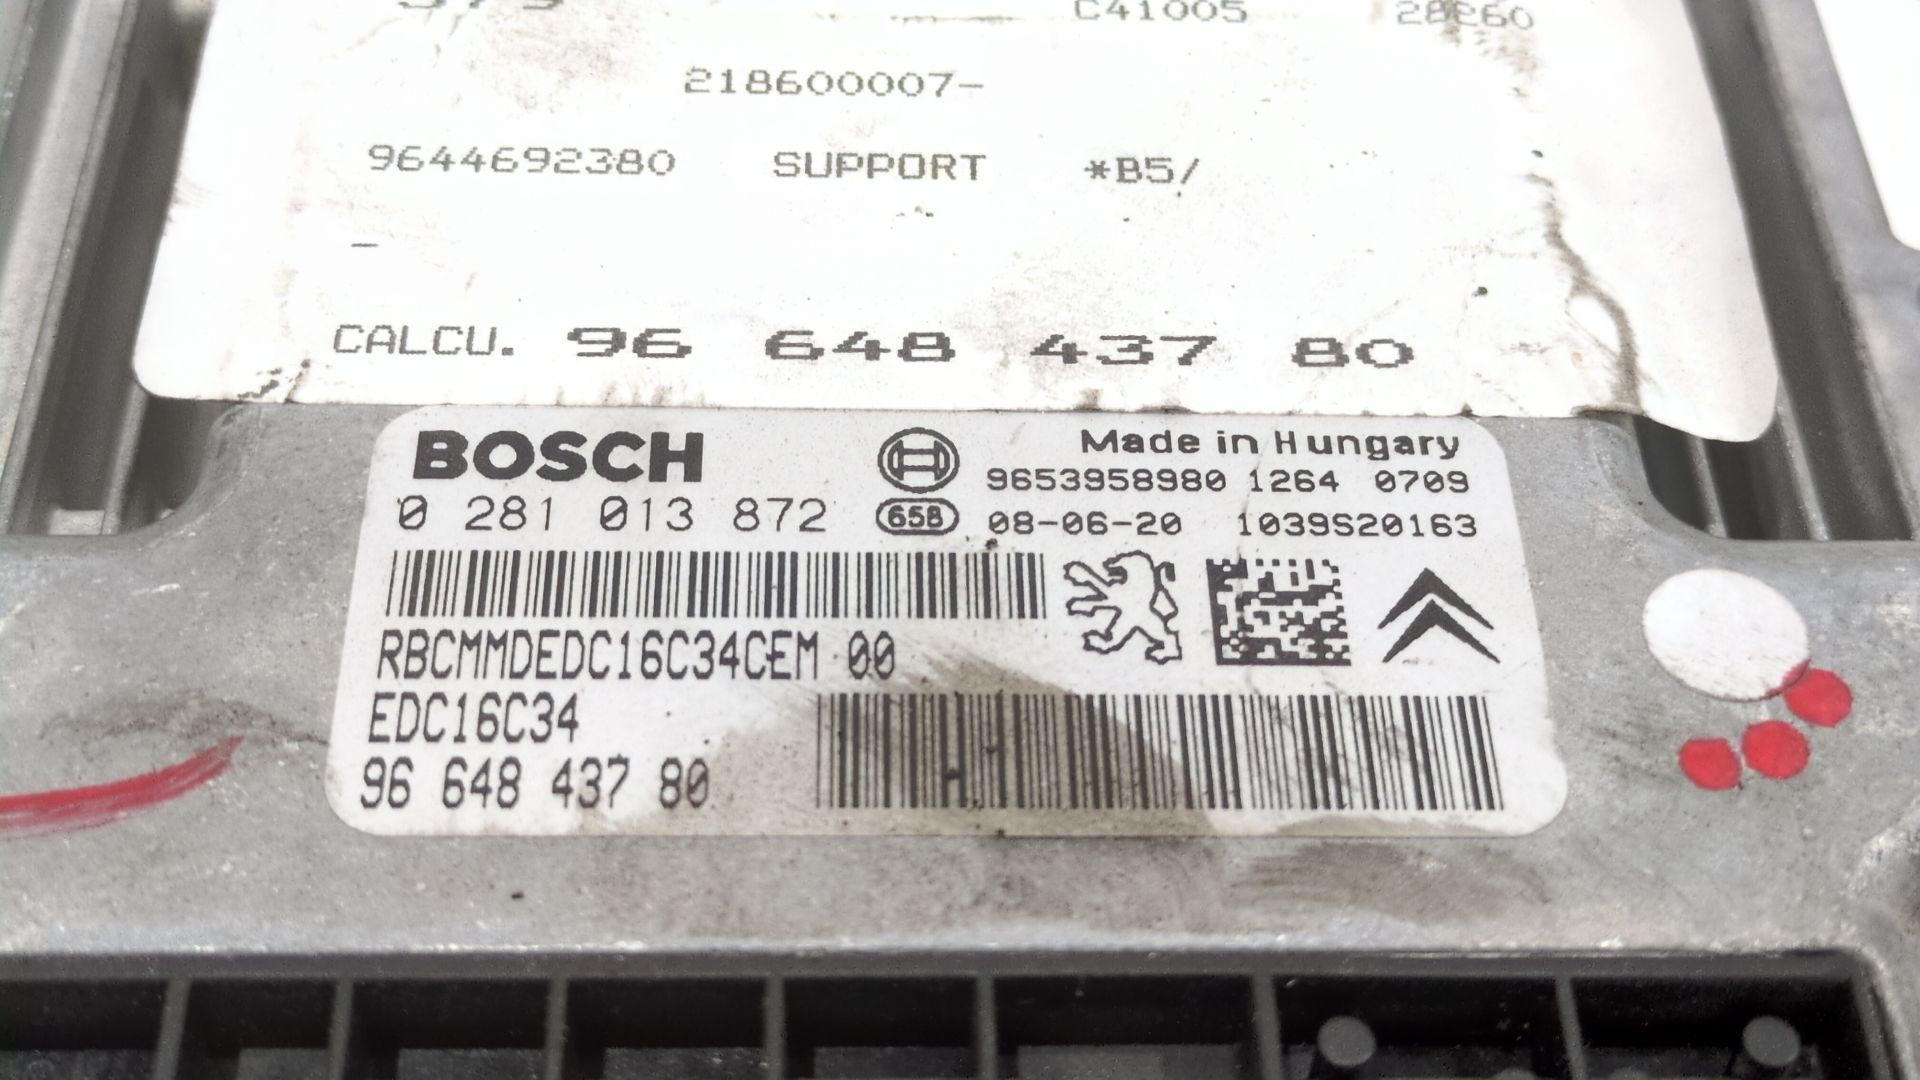 C41005 28260
218600007-
9644692380 SUPPORT *B5/
-
CALCU. 96 648 437 80
BOSCH
Made in Hungary
9653958980 1264 0709
0 281 013 872
658
08-06-20 1039S20163
RBCMMDEDC16C34CEM 00
EDC16C34
96 648 437 80